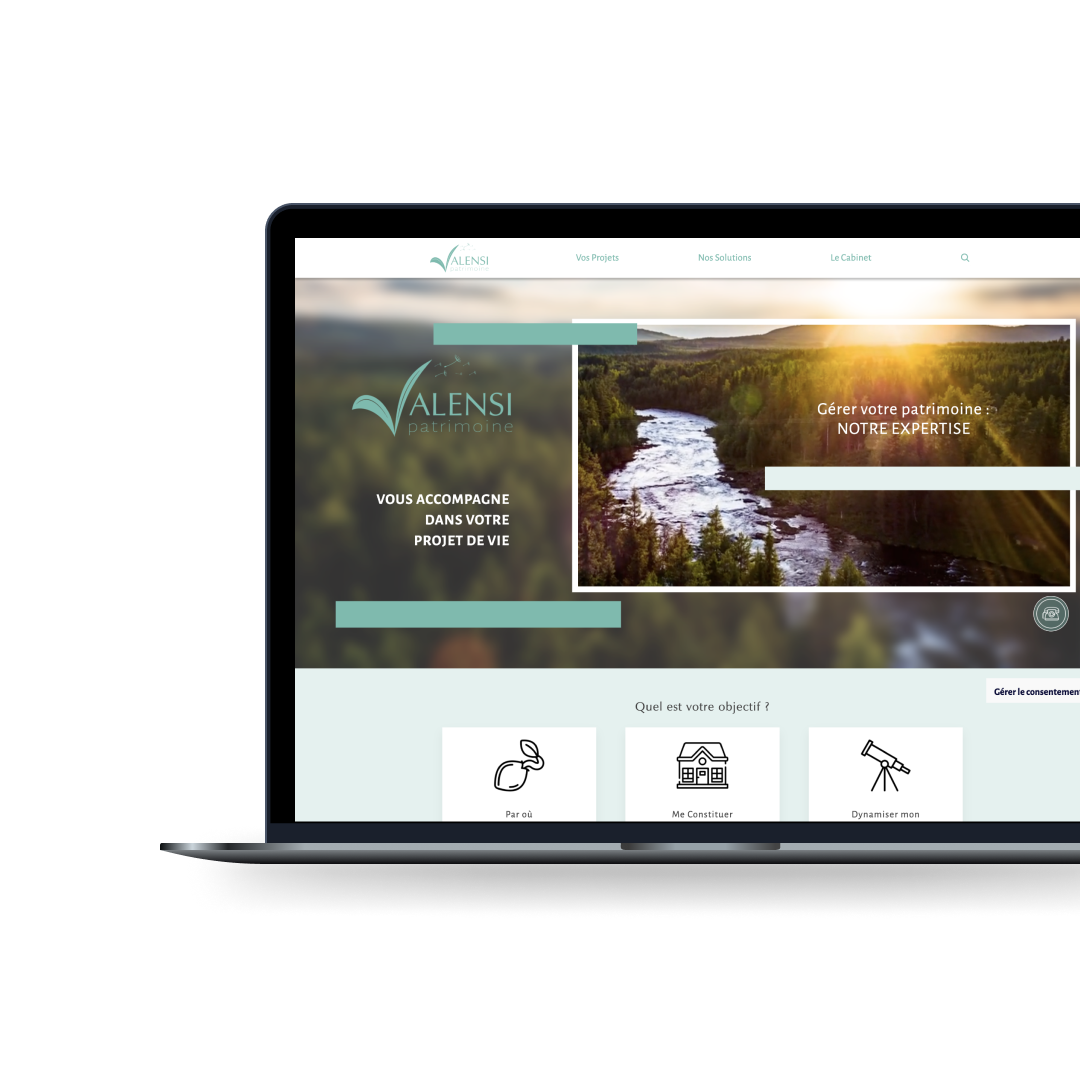 VALENSI
patrimoine
Vos Projets
Nos Solutions
Le Cabinet
VALENSI
patrimoine
VOUS ACCOMPAGNE
DANS VOTRE
PROJET DE VIE
Gérer votre patrimoine :
NOTRE EXPERTISE
Gérer le consentement
Quel est votre objectif ?
Par où
Me Constituer
Dynamiser mon